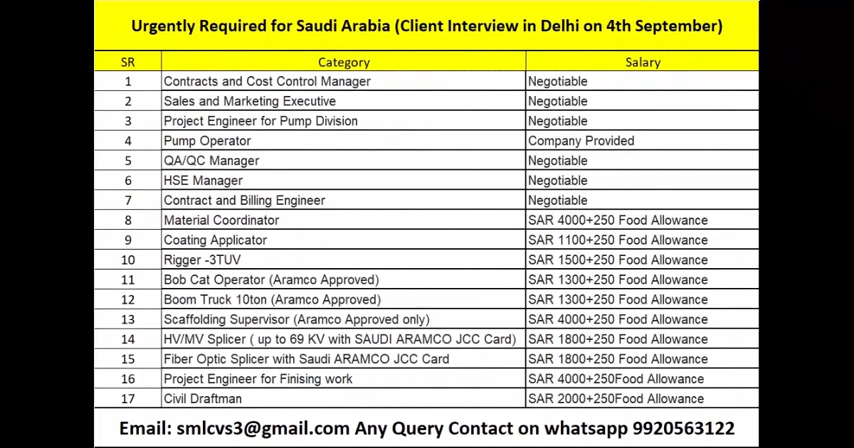 Urgently Required for Saudi Arabia (Client Interview in Delhi on 4th September)
SR Category Salary
1 Contracts and Cost Control Manager Negotiable
2 Sales and Marketing Executive Negotiable
3 Project Engineer for Pump Division Negotiable
4 Pump Operator Company Provided
5 QA/QC Manager Negotiable
6 HSE Manager Negotiable
7 Contract and Billing Engineer Negotiable
8 Material Coordinator SAR 4000+250 Food Allowance
9 Coating Applicator SAR 1100+250 Food Allowance
10 Rigger -3TUV SAR 1500+250 Food Allowance
11 Bob Cat Operator (Aramco Approved) SAR 1300+250 Food Allowance
12 Boom Truck 10ton (Aramco Approved) SAR 1300+250 Food Allowance
13 Scaffolding Supervisor (Aramco Approved only) SAR 4000+250 Food Allowance
14 HV/MV Splicer ( up to 69 KV with SAUDI ARAMCO JCC Card) SAR 1800+250 Food Allowance
15 Fiber Optic Splicer with Saudi ARAMCO JCC Card SAR 1800+250 Food Allowance
16 Project Engineer for Finising work SAR 4000+250Food Allowance
17 Civil Draftman SAR 2000+250Food Allowance
Email: smlcvs3@gmail.com Any Query Contact on whatsapp 9920563122